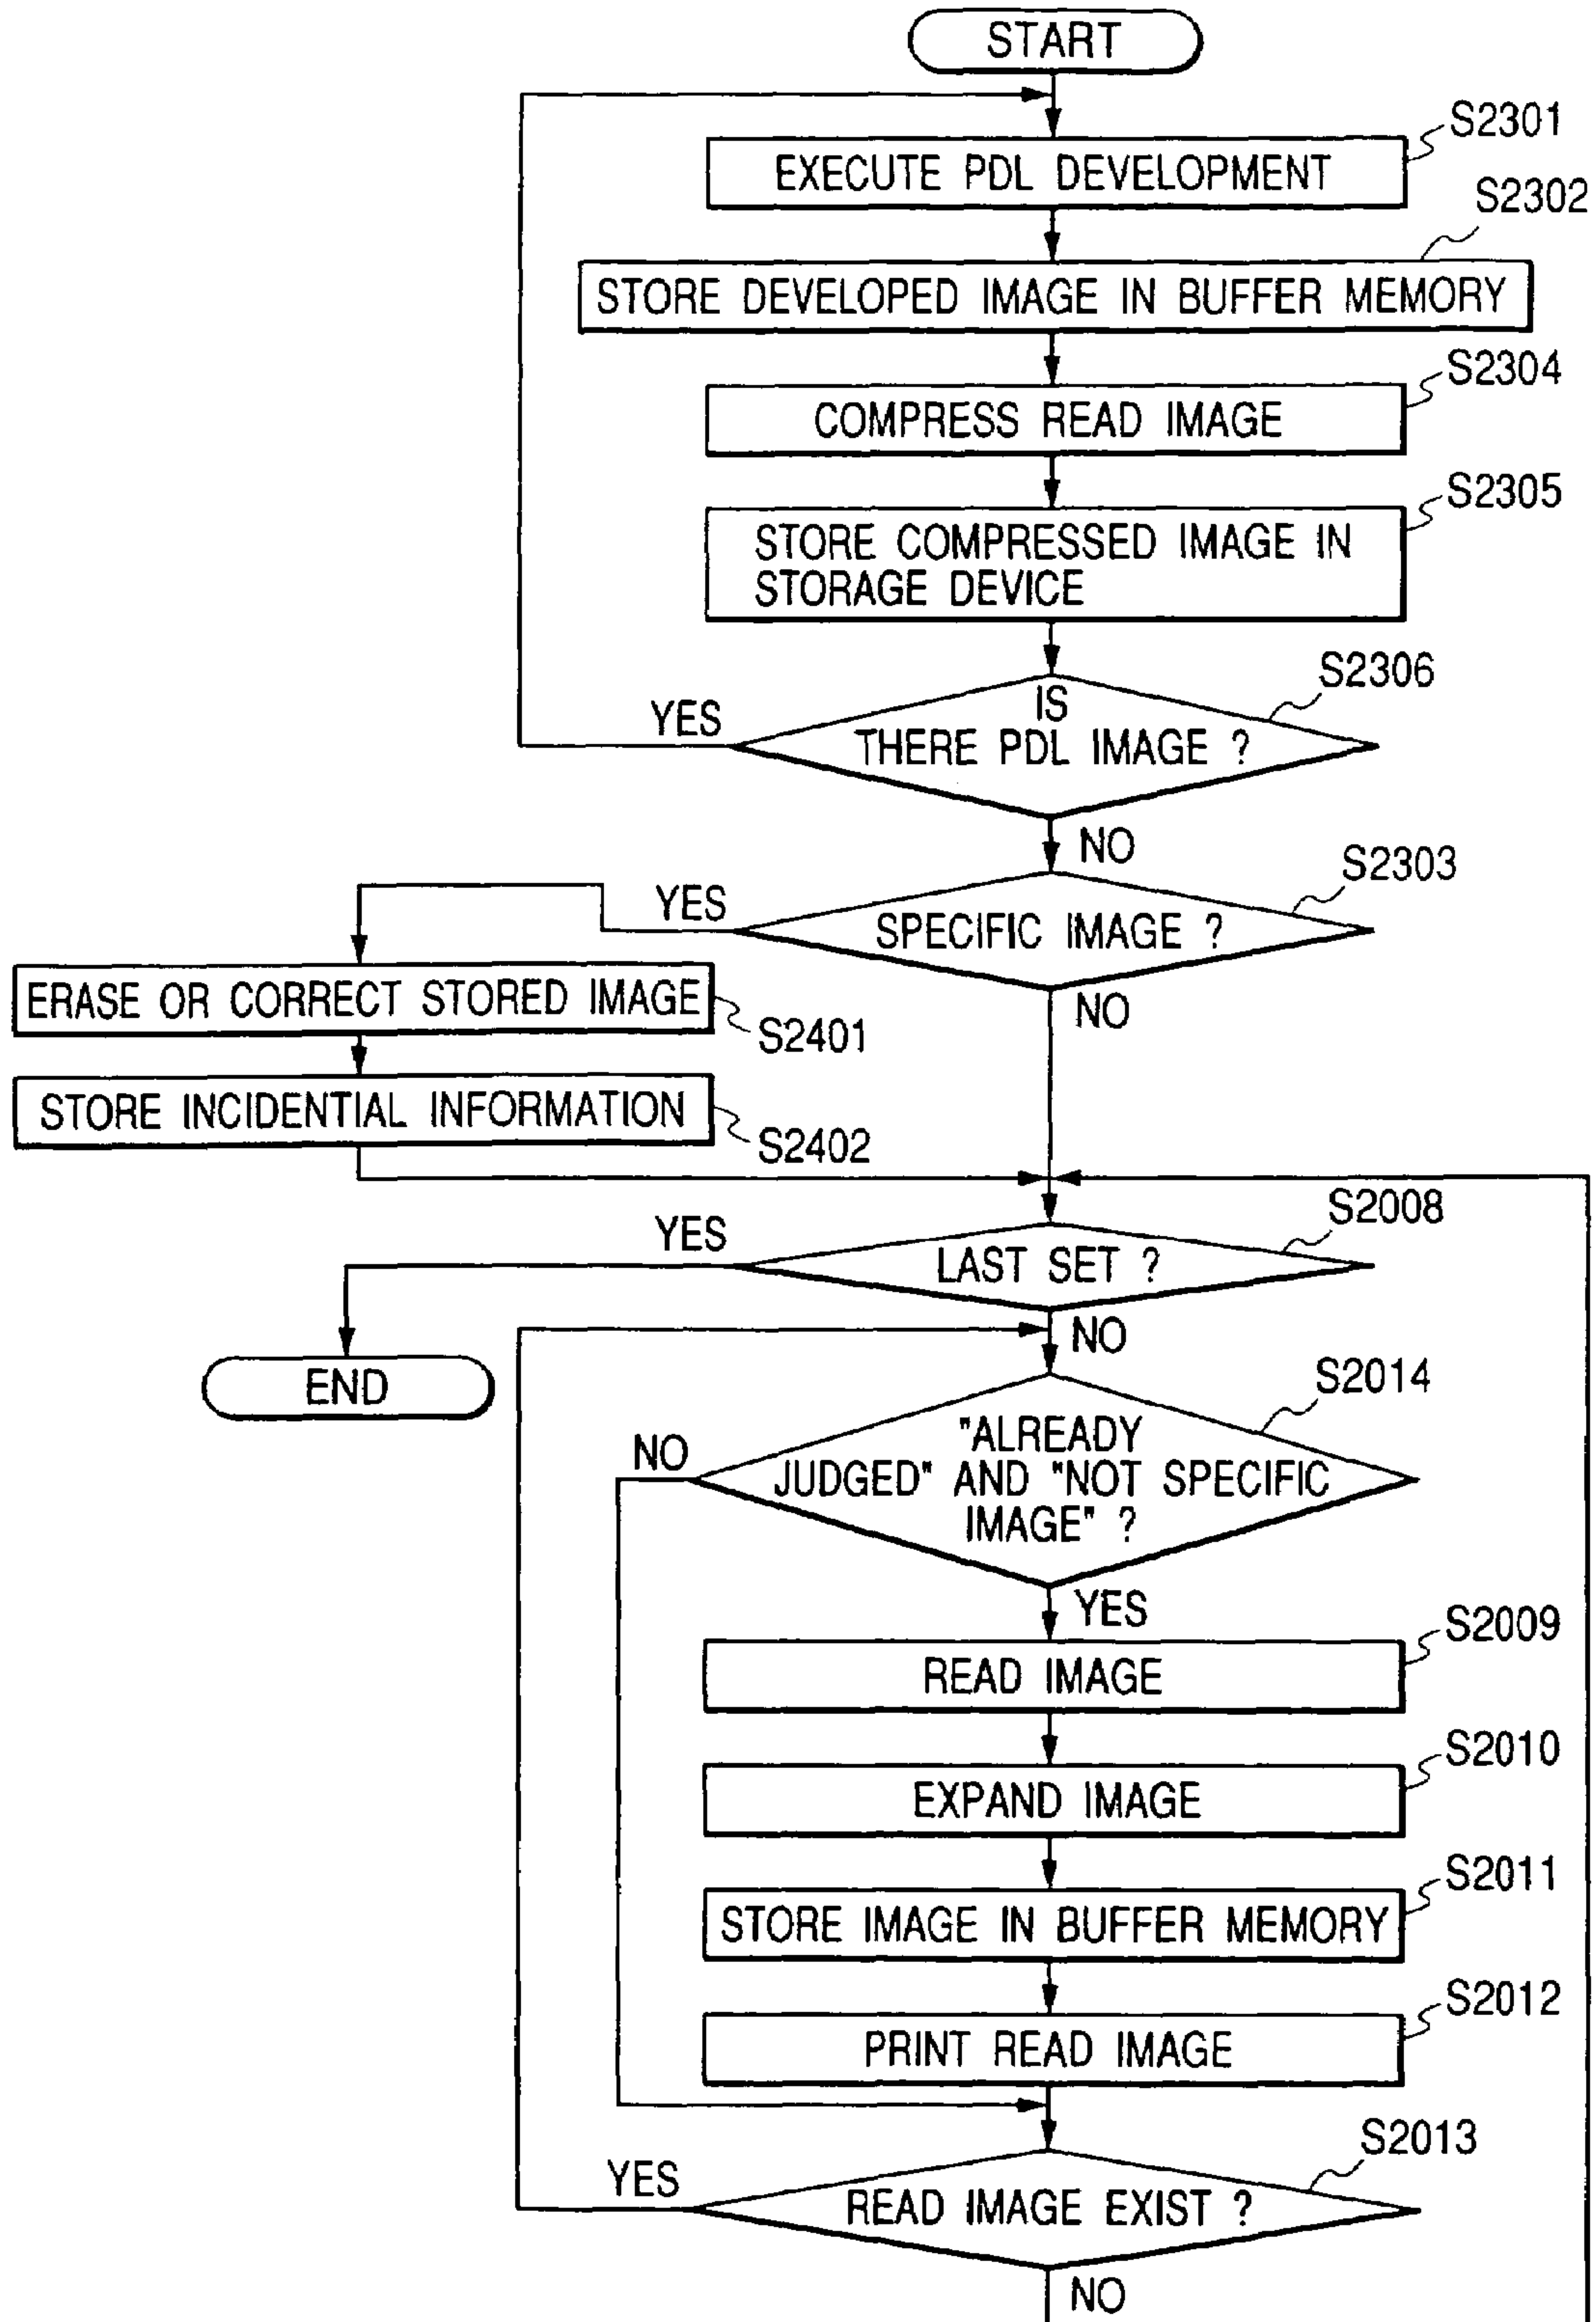 START
S2301
EXECUTE PDL DEVELOPMENT
S2302
STORE DEVELOPED IMAGE IN BUFFER MEMORY
S2304
COMPRESS READ IMAGE
S2305
STORE COMPRESSED IMAGE IN
STORAGE DEVICE
S2306
IS
THERE PDL IMAGE ?
YES
NO
S2303
SPECIFIC IMAGE ?
YES
NO
ERASE OR CORRECT STORED IMAGE
S2401
STORE INCIDENTIAL INFORMATION
S2402
S2008
LAST SET ?
YES
NO
END
S2014
"ALREADY
JUDGED" AND "NOT SPECIFIC
IMAGE" ?
NO
YES
S2009
READ IMAGE
S2010
EXPAND IMAGE
S2011
STORE IMAGE IN BUFFER MEMORY
S2012
PRINT READ IMAGE
S2013
READ IMAGE EXIST ?
YES
NO